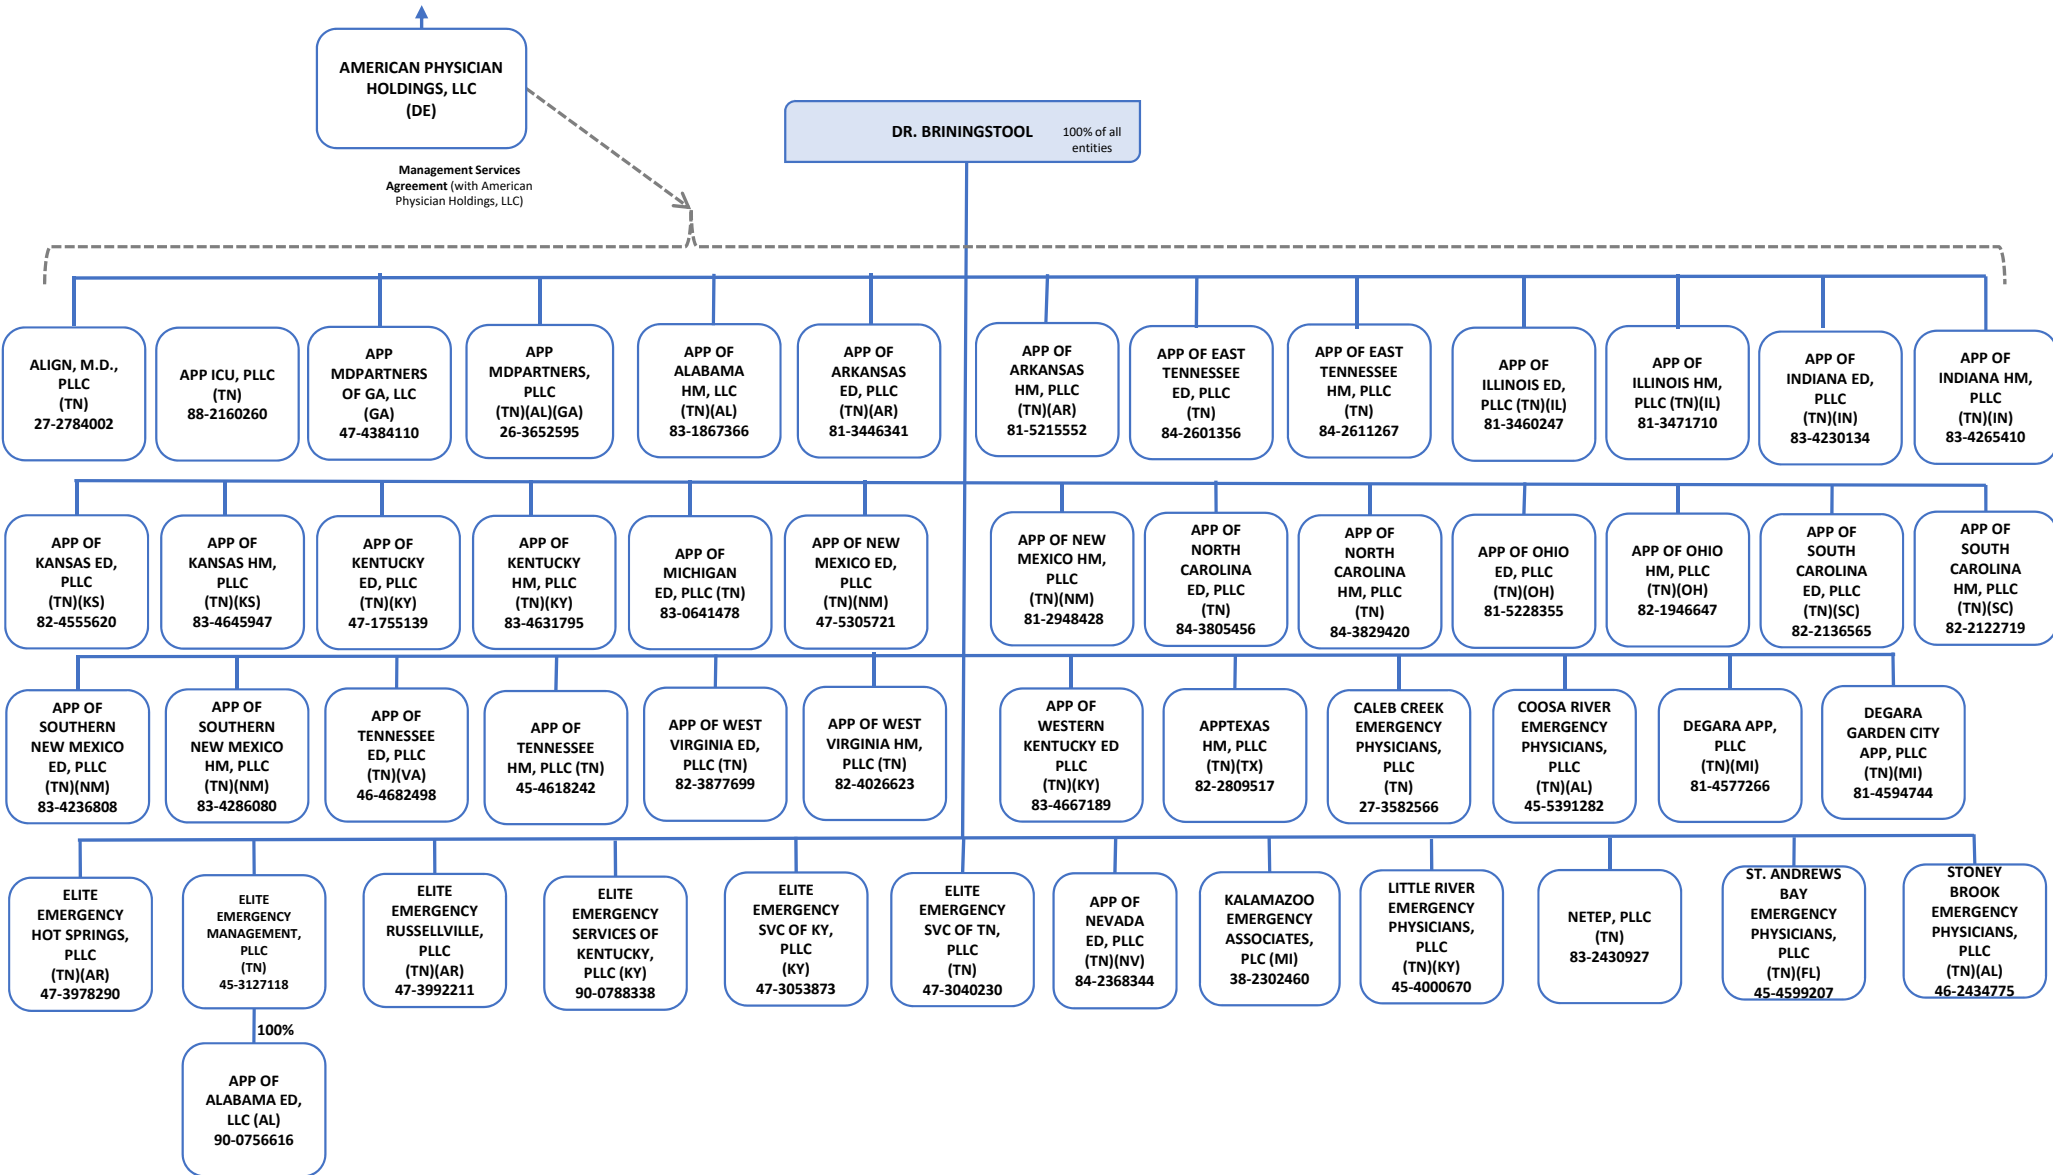 AMERICAN PHYSICIAN
HOLDINGS, LLC
(DE)
Management Services
Agreement (with American
Physician Holdings, LLC)
DR. BRININGSTOOL
100% of all
entities
ALIGN, M.D.,
PLLC
(TN)
27-2784002
APP ICU, PLLC
(TN)
88-2160260
APP
MDPARTNERS
OF GA, LLC
(GA)
47-4384110
APP
MDPARTNERS,
PLLC
(TN)(AL)(GA)
26-3652595
APP OF
ALABAMA
HM, LLC
(TN)(AL)
83-1867366
APP OF
ARKANSAS
ED, PLLC
(TN)(AR)
81-3446341
APP OF
ARKANSAS
HM, PLLC
(TN)(AR)
81-5215552
APP OF EAST
TENNESSEE
ED, PLLC
(TN)
84-2601356
APP OF EAST
TENNESSEE
HM, PLLC
(TN)
84-2611267
APP OF
ILLINOIS ED,
PLLC (TN)(IL)
81-3460247
APP OF
ILLINOIS HM,
PLLC (TN)(IL)
81-3471710
APP OF
INDIANA ED,
PLLC
(TN)(IN)
83-4230134
APP OF
INDIANA HM,
PLLC
(TN)(IN)
83-4265410
APP OF
KANSAS ED,
PLLC
(TN)(KS)
82-4555620
APP OF
KANSAS HM,
PLLC
(TN)(KS)
83-4645947
APP OF
KENTUCKY
ED, PLLC
(TN)(KY)
47-1755139
APP OF
KENTUCKY
HM, PLLC
(TN)(KY)
83-4631795
APP OF
MICHIGAN
ED, PLLC (TN)
83-0641478
APP OF NEW
MEXICO ED,
PLLC
(TN)(NM)
47-5305721
APP OF NEW
MEXICO HM,
PLLC
(TN)(NM)
81-2948428
APP OF
NORTH
CAROLINA
ED, PLLC
(TN)
84-3805456
APP OF
NORTH
CAROLINA
HM, PLLC
(TN)
84-3829420
APP OF OHIO
ED, PLLC
(TN)(OH)
81-5228355
APP OF OHIO
HM, PLLC
(TN)(OH)
82-1946647
APP OF
SOUTH
CAROLINA
ED, PLLC
(TN)(SC)
82-2136565
APP OF
SOUTH
CAROLINA
HM, PLLC
(TN)(SC)
82-2122719
APP OF
SOUTHERN
NEW MEXICO
ED, PLLC
(TN)(NM)
83-4236808
APP OF
SOUTHERN
NEW MEXICO
HM, PLLC
(TN)(NM)
83-4286080
APP OF
TENNESSEE
ED, PLLC
(TN)(VA)
46-4682498
APP OF
TENNESSEE
HM, PLLC (TN)
45-4618242
APP OF WEST
VIRGINIA ED,
PLLC (TN)
82-3877699
APP OF WEST
VIRGINIA HM,
PLLC (TN)
82-4026623
APP OF
WESTERN
KENTUCKY ED
PLLC
(TN)(KY)
83-4667189
APPTEXAS
HM, PLLC
(TN)(TX)
82-2809517
CALEB CREEK
EMERGENCY
PHYSICIANS,
PLLC
(TN)
27-3582566
COOSA RIVER
EMERGENCY
PHYSICIANS,
PLLC
(TN)(AL)
45-5391282
DEGARA APP,
PLLC
(TN)(MI)
81-4577266
DEGARA
GARDEN CITY
APP, PLLC
(TN)(MI)
81-4594744
ELITE
EMERGENCY
HOT SPRINGS,
PLLC
(TN)(AR)
47-3978290
ELITE
EMERGENCY
MANAGEMENT,
PLLC
(TN)
45-3127118
ELITE
EMERGENCY
RUSSELLVILLE,
PLLC
(TN)(AR)
47-3992211
ELITE
EMERGENCY
SERVICES OF
KENTUCKY,
PLLC (KY)
90-0788338
ELITE
EMERGENCY
SVC OF KY,
PLLC
(KY)
47-3053873
ELITE
EMERGENCY
SVC OF TN,
PLLC
(TN)
47-3040230
APP OF
NEVADA
ED, PLLC
(TN)(NV)
84-2368344
KALAMAZOO
EMERGENCY
ASSOCIATES,
PLC (MI)
38-2302460
LITTLE RIVER
EMERGENCY
PHYSICIANS,
PLLC
(TN)(KY)
45-4000670
NETEP, PLLC
(TN)
83-2430927
ST. ANDREWS
BAY
EMERGENCY
PHYSICIANS,
PLLC
(TN)(FL)
45-4599207
STONEY
BROOK
EMERGENCY
PHYSICIANS,
PLLC
(TN)(AL)
46-2434775
100%
APP OF
ALABAMA ED,
LLC (AL)
90-0756616